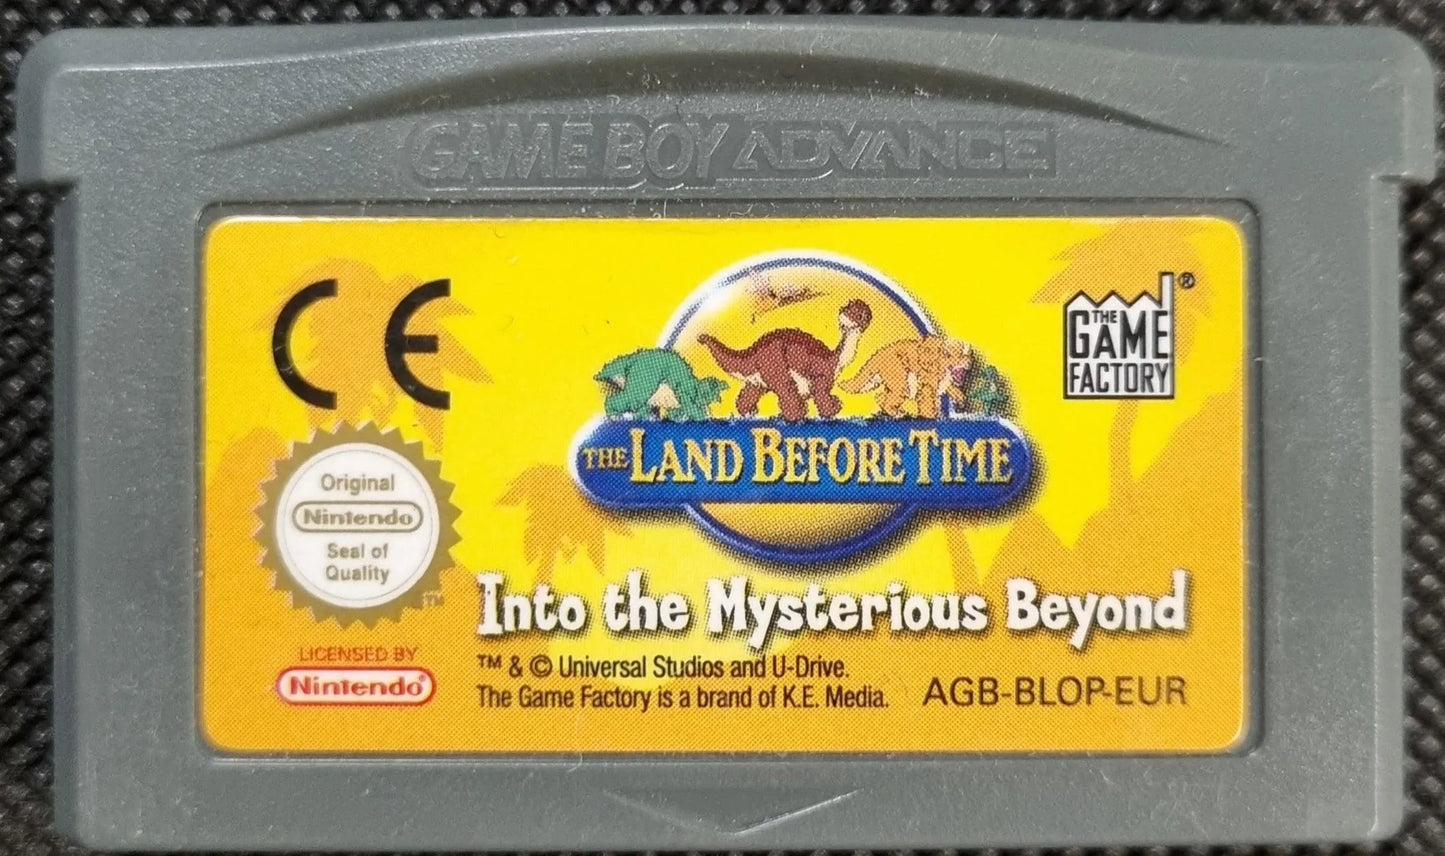 GAME BOY ADVANCE
CE
THE
GAME
FACTORY
®
THE LAND BEFORE TIME
Original
Nintendo
Seal of
Quality
TM
Into the Mysterious Beyond
LICENSED BY
Nintendo®
™ & © Universal Studios and U-Drive.
The Game Factory is a brand of K.E. Media.
AGB-BLOP-EUR